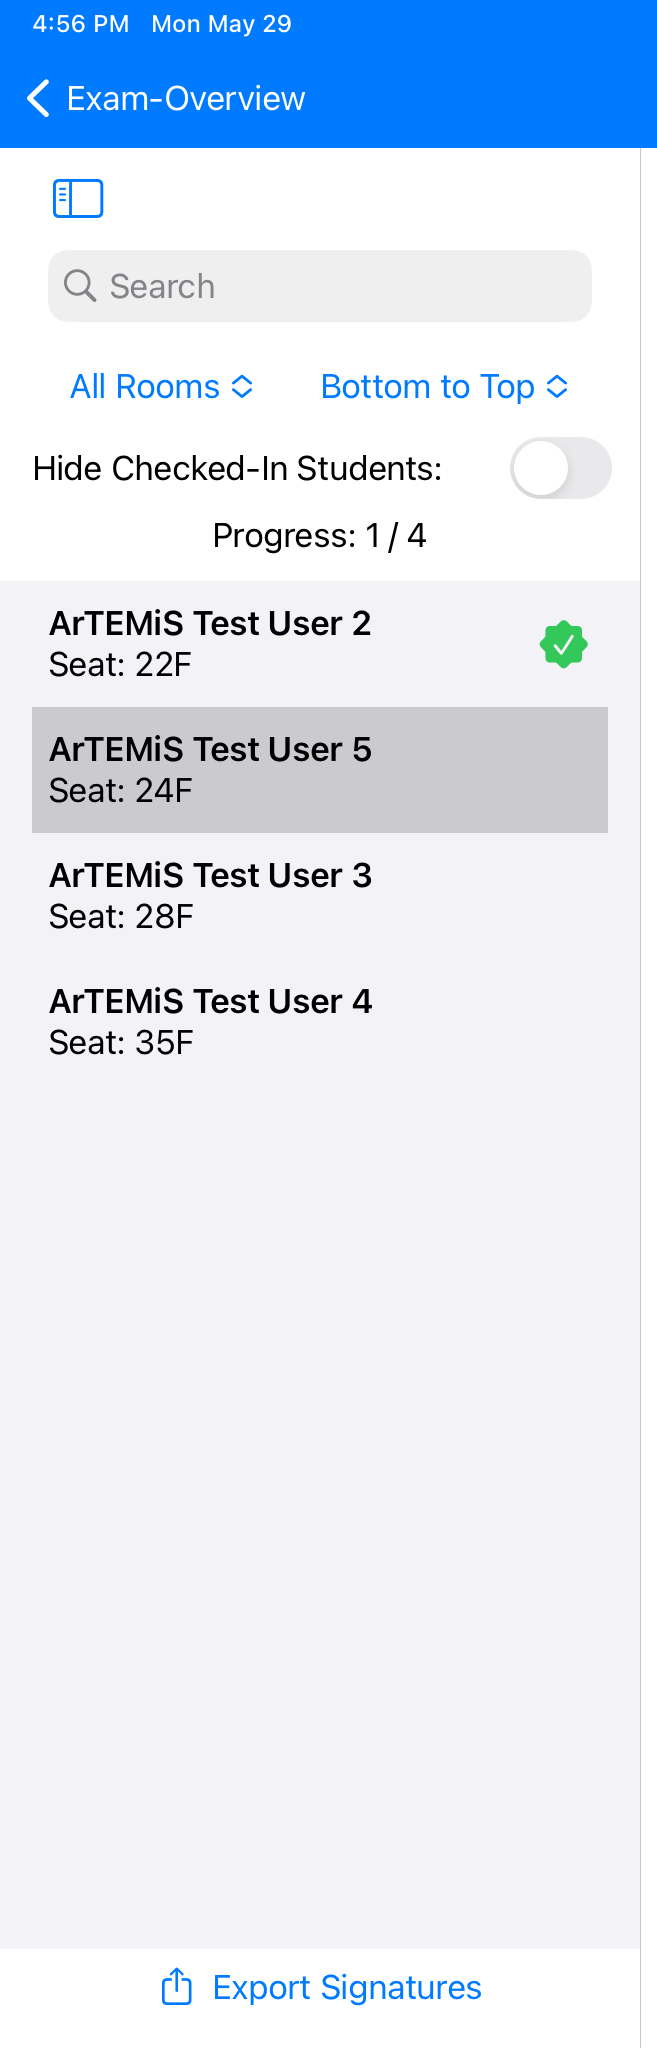 4:56 PM Mon May 29
Exam-Overview
Search
All Rooms Bottom to Top
Hide Checked-In Students:
Progress: 1 / 4
ArTEMiS Test User 2
Seat: 22F
ArTEMiS Test User 5
Seat: 24F
ArTEMiS Test User 3
Seat: 28F
ArTEMiS Test User 4
Seat: 35F
Export Signatures